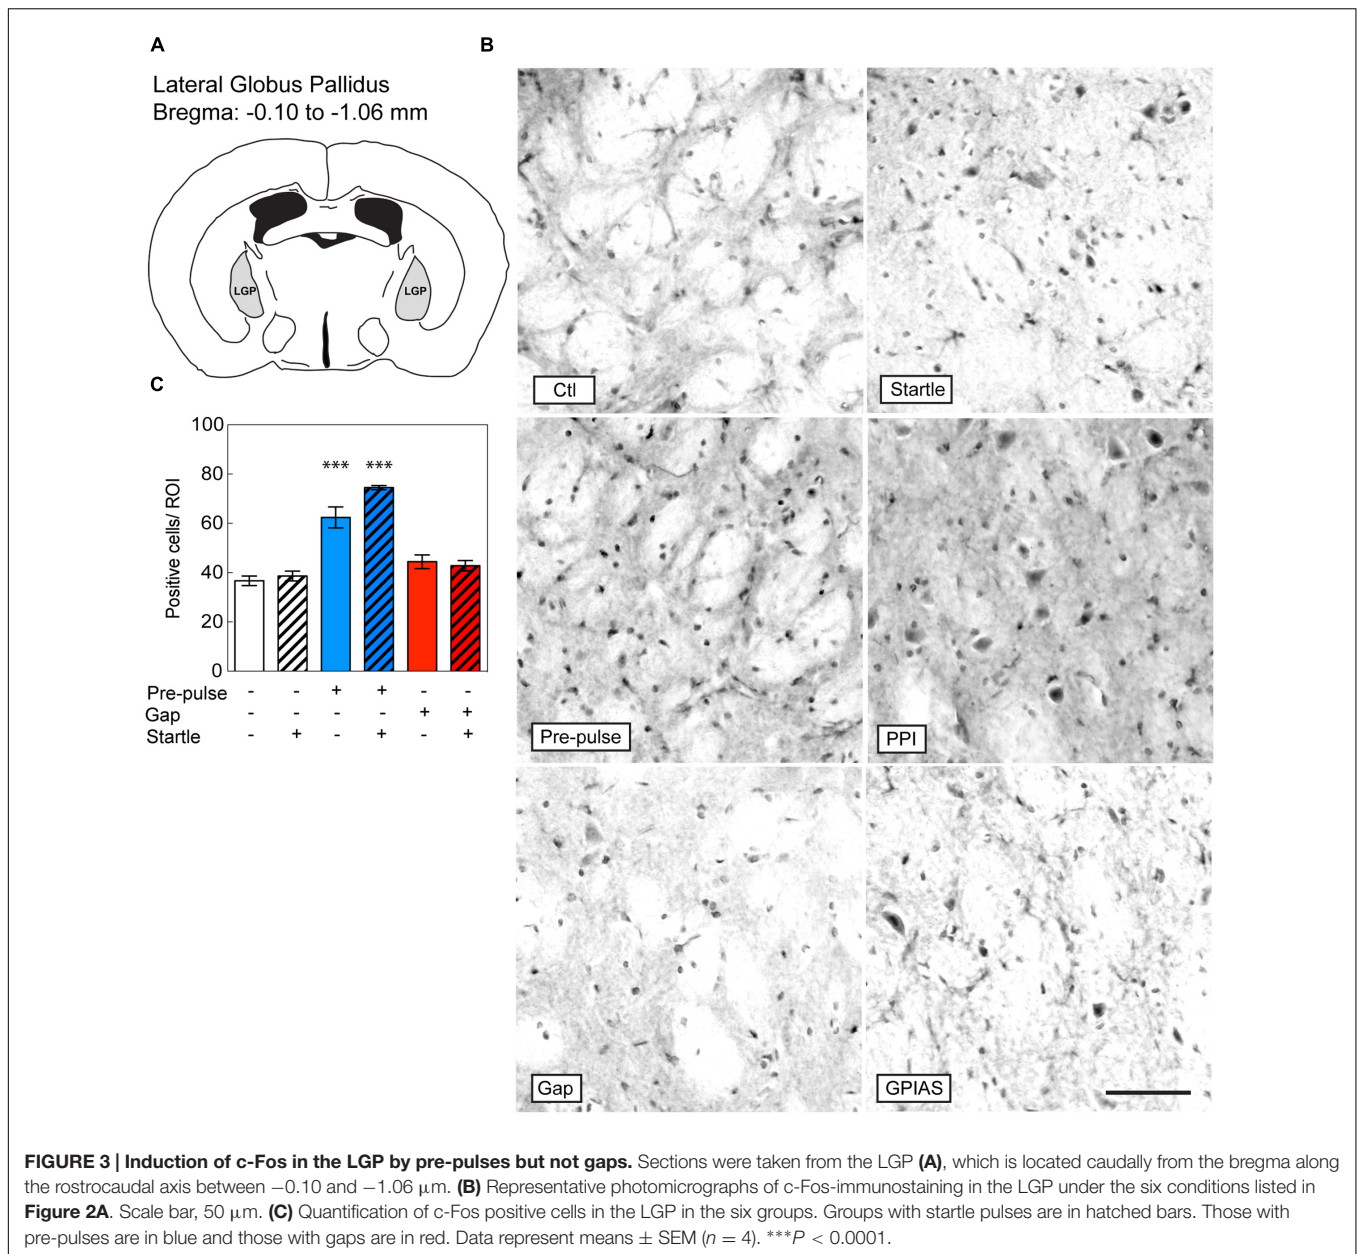 A
Lateral Globus Pallidus
Bregma: -0.10 to -1.06 mm
LGP
LGP
B
Ctl
Startle
Pre-pulse
PPI
Gap
GPIAS
C
Positive cells/ ROI
100
80
60
40
20
0
*** ***
Pre-pulse - - + + - -
Gap - - - - + +
Startle - + - + - +
FIGURE 3 | Induction of c-Fos in the LGP by pre-pulses but not gaps. Sections were taken from the LGP (A), which is located caudally from the bregma along
the rostrocaudal axis between −0.10 and −1.06 μm. (B) Representative photomicrographs of c-Fos-immunostaining in the LGP under the six conditions listed in
Figure 2A. Scale bar, 50 μm. (C) Quantification of c-Fos positive cells in the LGP in the six groups. Groups with startle pulses are in hatched bars. Those with
pre-pulses are in blue and those with gaps are in red. Data represent means ± SEM (n = 4). ***P < 0.0001.